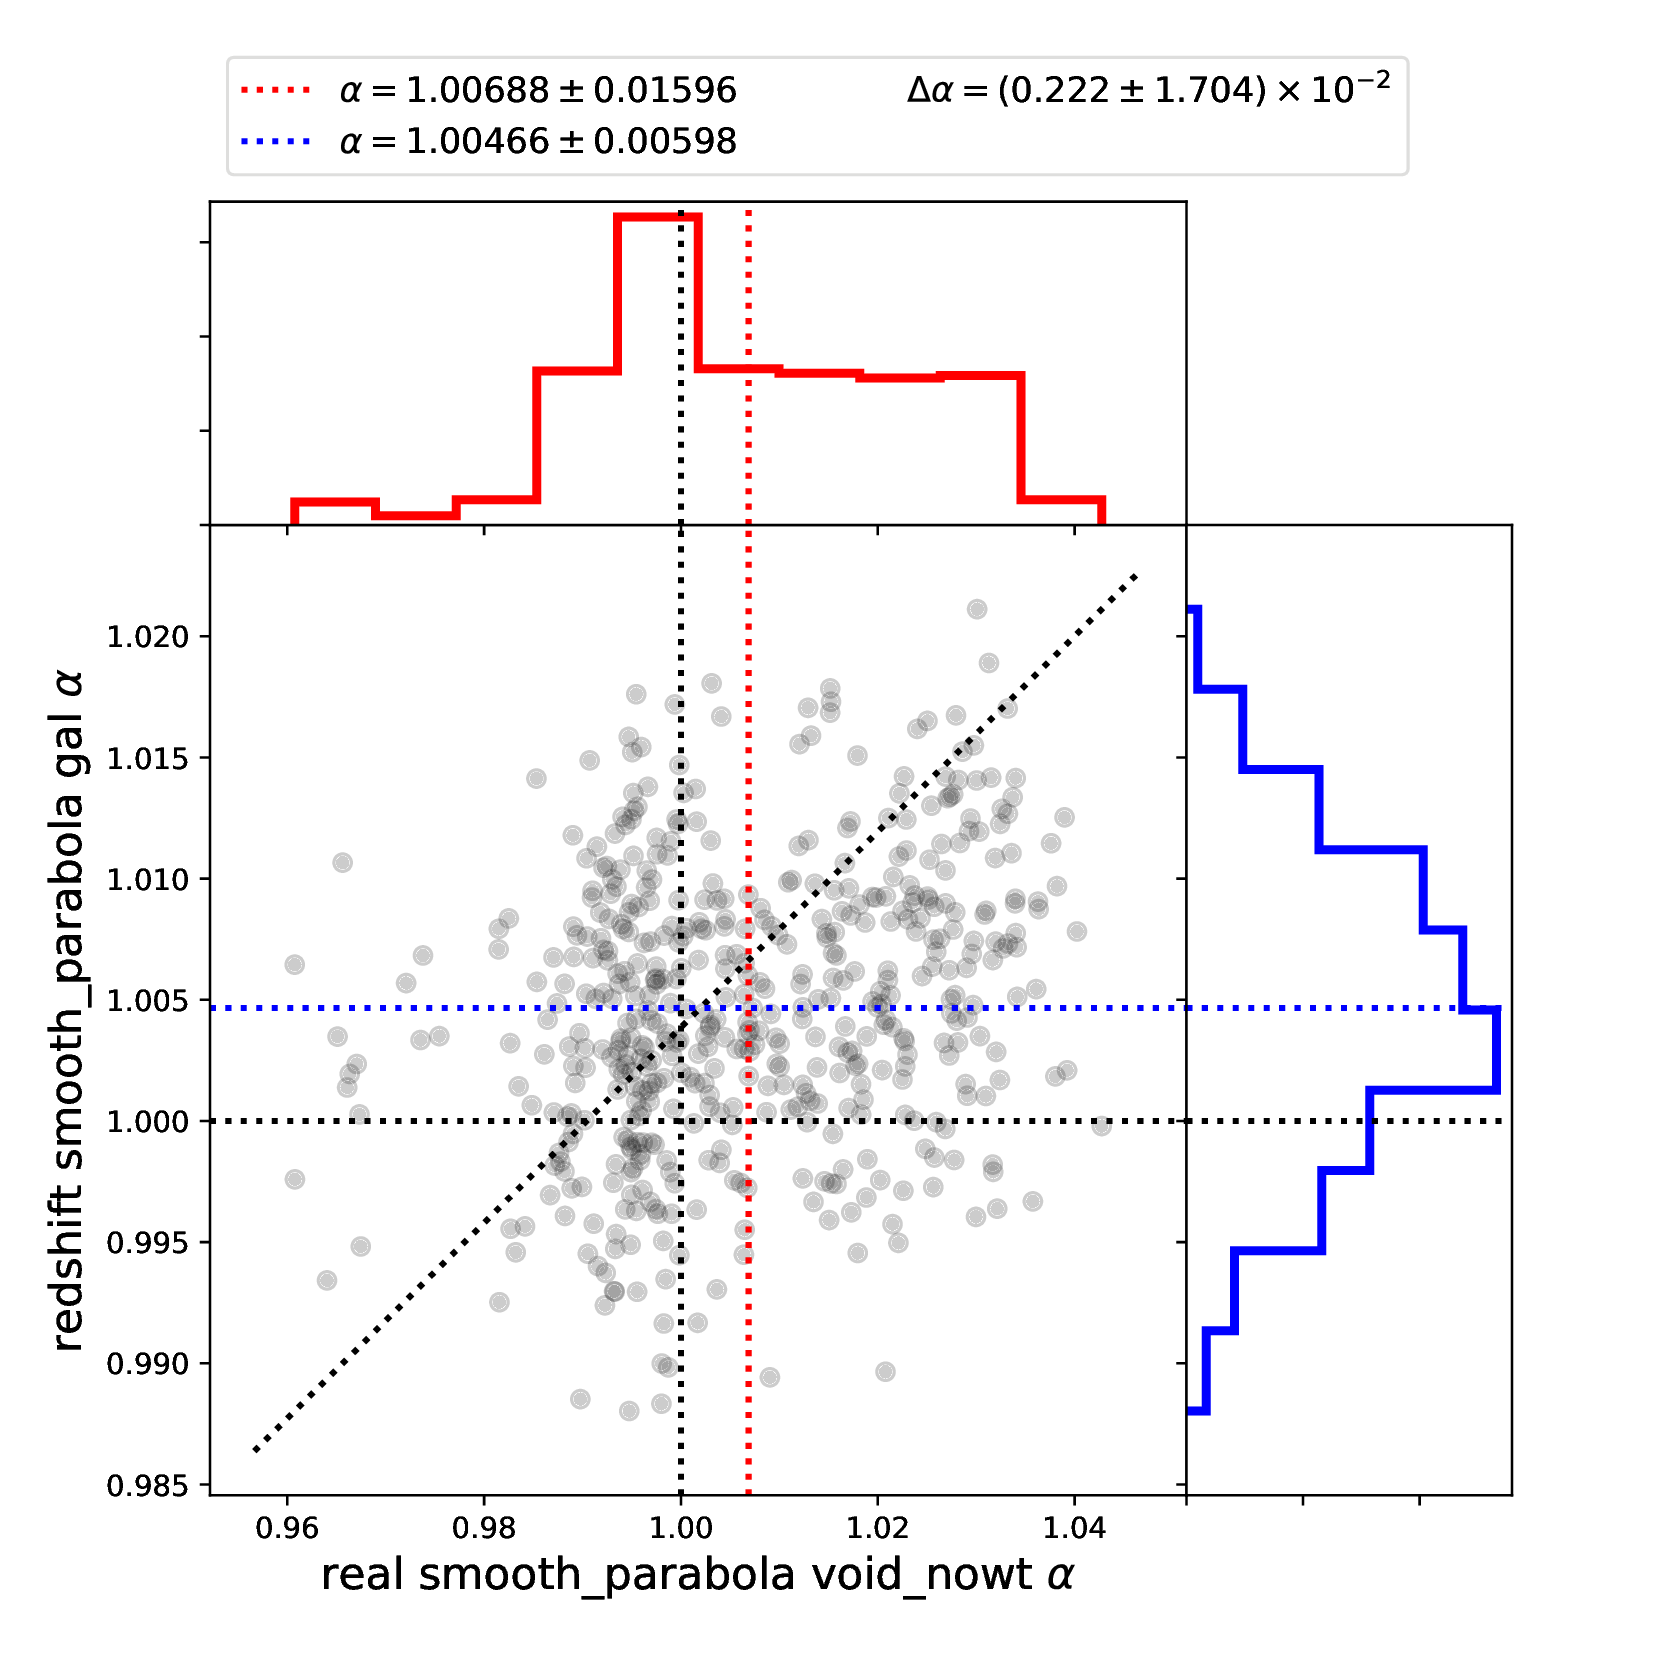 α = 1.00688 ± 0.01596 Δα = (0.222 ± 1.704) × 10⁻²
α = 1.00466 ± 0.00598
1.020
1.015
1.010
1.005
1.000
0.995
0.990
0.985
redshift smooth_parabola gal α
0.96 0.98 1.00 1.02 1.04
real smooth_parabola void_nowt α